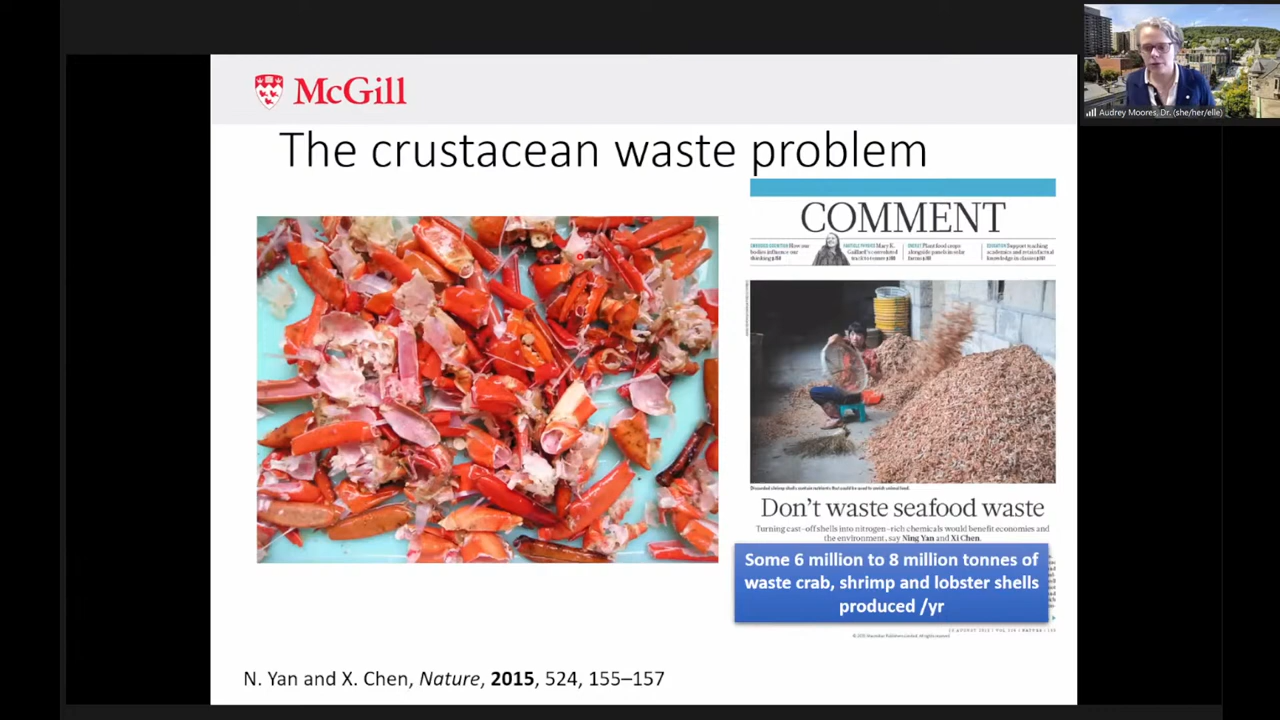 McGill
The crustacean waste problem
Audrey Moores, Dr. (she/her/elle)
COMMENT
Don't waste seafood waste
Turning cast-off shells into nitrogen-rich chemicals would benefit economies and
the environment, say Ning Yan and Xi Chen.
Some 6 million to 8 million tonnes of
waste crab, shrimp and lobster shells
produced /yr
N. Yan and X. Chen, Nature, 2015, 524, 155–157